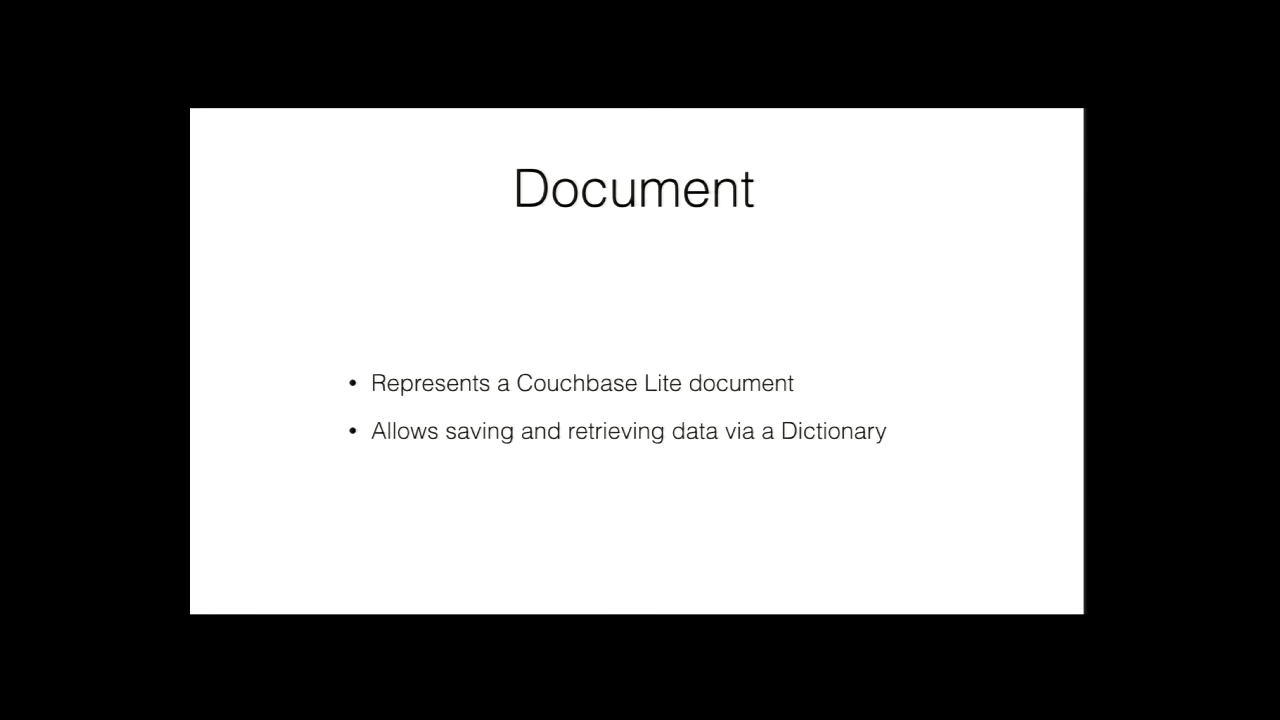 Document
• Represents a Couchbase Lite document
• Allows saving and retrieving data via a Dictionary